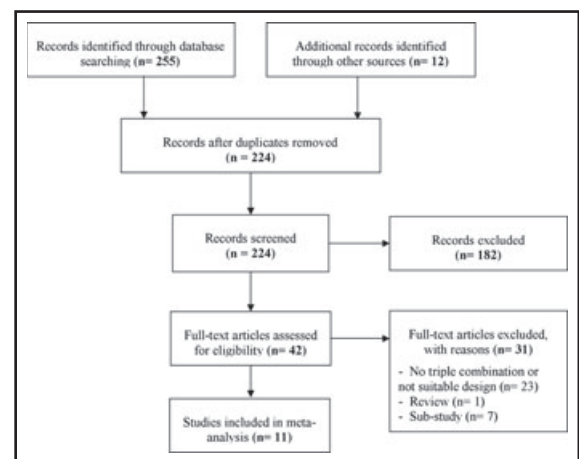 Records identified through database
searching (n= 255)
Additional records identified
through other sources (n= 12)
Records after duplicates removed
(n = 224)
Records screened
(n = 224)
Records excluded
(n= 182)
Full-text articles assessed
for eligibility (n= 42)
Full-text articles excluded,
with reasons (n= 31)
- No triple combination or
not suitable design (n= 23)
- Review (n= 1)
- Sub-study (n= 7)
Studies included in meta-
analysis (n= 11)